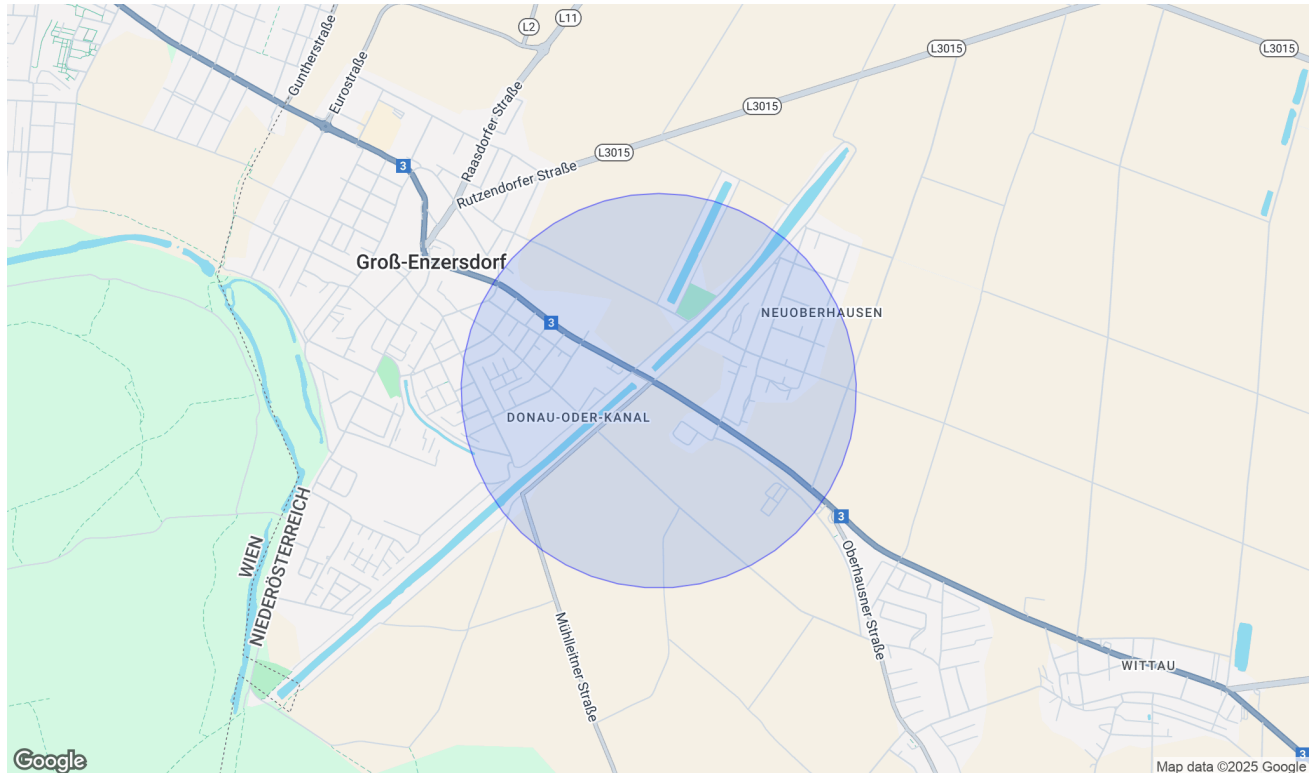 L2
L11
Guntherstraße
Eurostraße
L3015
L3015
L3015
L3015
Raasdorfer Straße
3
Rutzendorfer Straße
Groß-Enzersdorf
3
NEUOBERHAUSEN
DONAU-ODER-KANAL
3
WIEN
NIEDERÖSTERREICH
Oberhausner Straße
Mühlleitner Straße
WITTAU
3
Google
Map data ©2025 Google